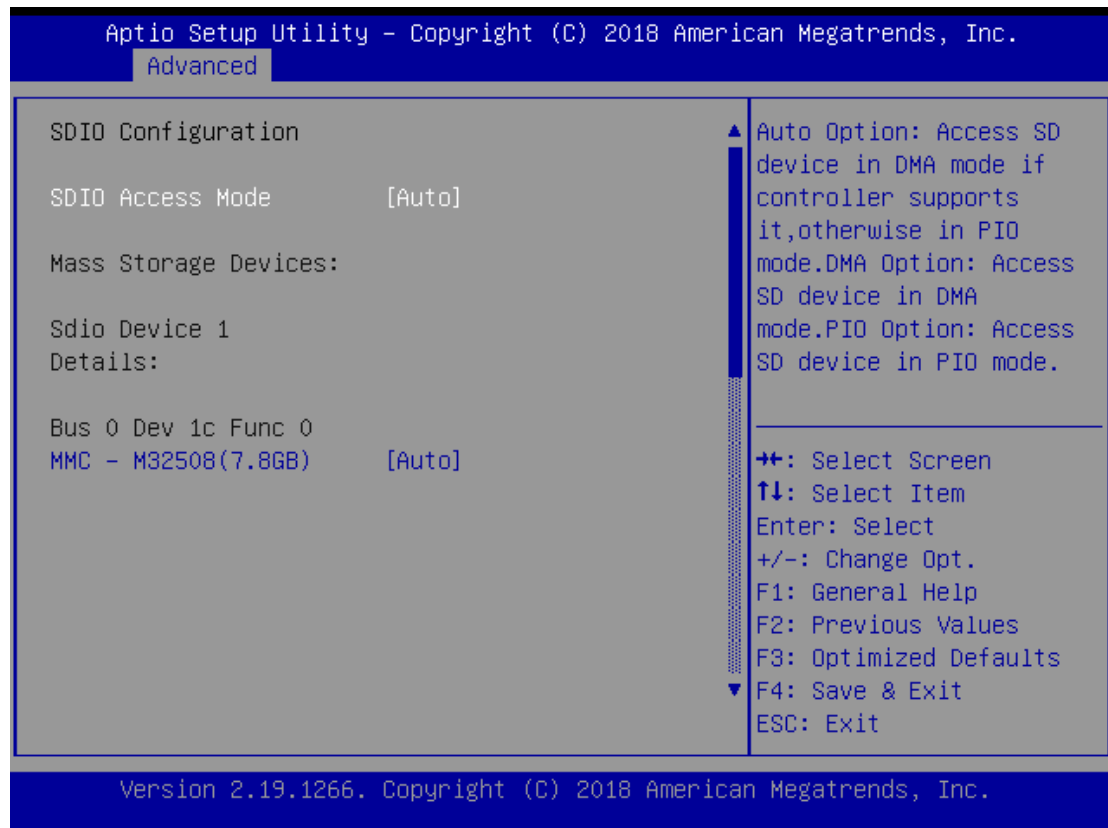 Aptio Setup Utility – Copyright (C) 2018 American Megatrends, Inc.
Advanced
SDIO Configuration
SDIO Access Mode [Auto]
Mass Storage Devices:
Sdio Device 1
Details:
Bus 0 Dev 1c Func 0
MMC – M32508(7.8GB) [Auto]
Auto Option: Access SD
device in DMA mode if
controller supports
it,otherwise in PIO
mode.DMA Option: Access
SD device in DMA
mode.PIO Option: Access
SD device in PIO mode.
→←: Select Screen
↑↓: Select Item
Enter: Select
+/-: Change Opt.
F1: General Help
F2: Previous Values
F3: Optimized Defaults
F4: Save & Exit
ESC: Exit
Version 2.19.1266. Copyright (C) 2018 American Megatrends, Inc.